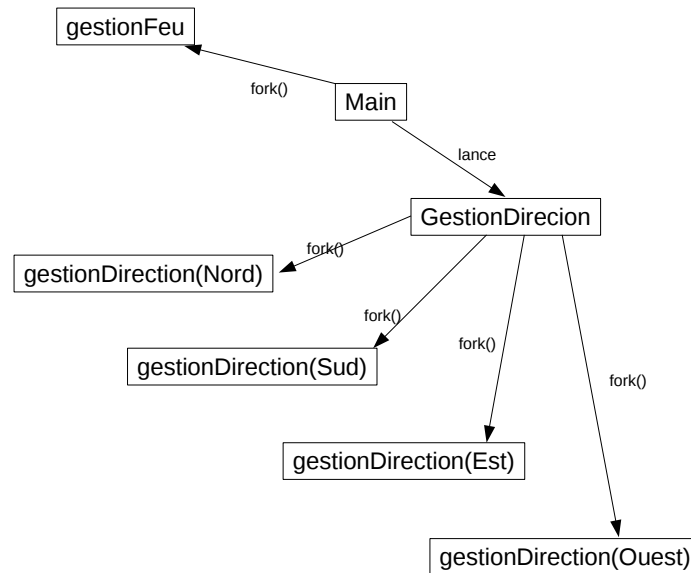 gestionFeu
fork()
Main
lance
GestionDirecion
fork()
gestionDirection(Nord)
fork()
gestionDirection(Sud)
fork()
gestionDirection(Est)
fork()
gestionDirection(Ouest)